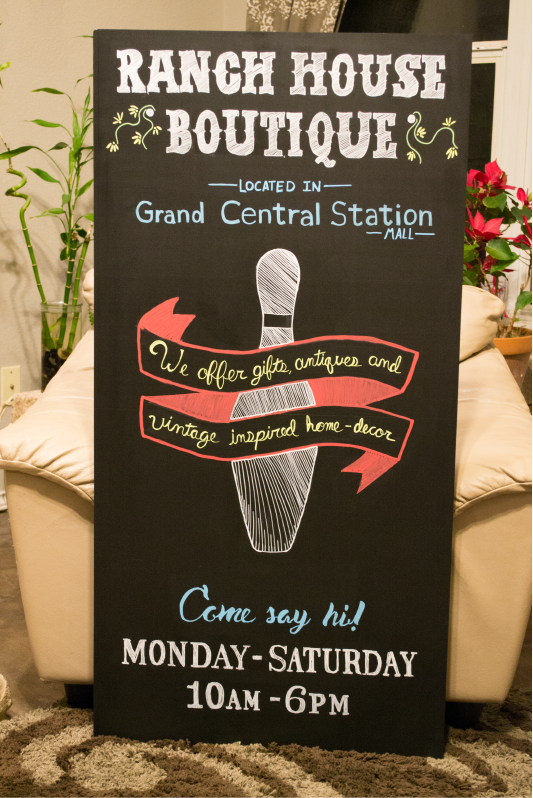 RANCH HOUSE
BOUTIQUE
LOCATED IN
Grand Central Station
MALL
We offer gifts, antiques and
vintage inspired home-decor
Come say hi!
MONDAY-SATURDAY
10AM-6PM